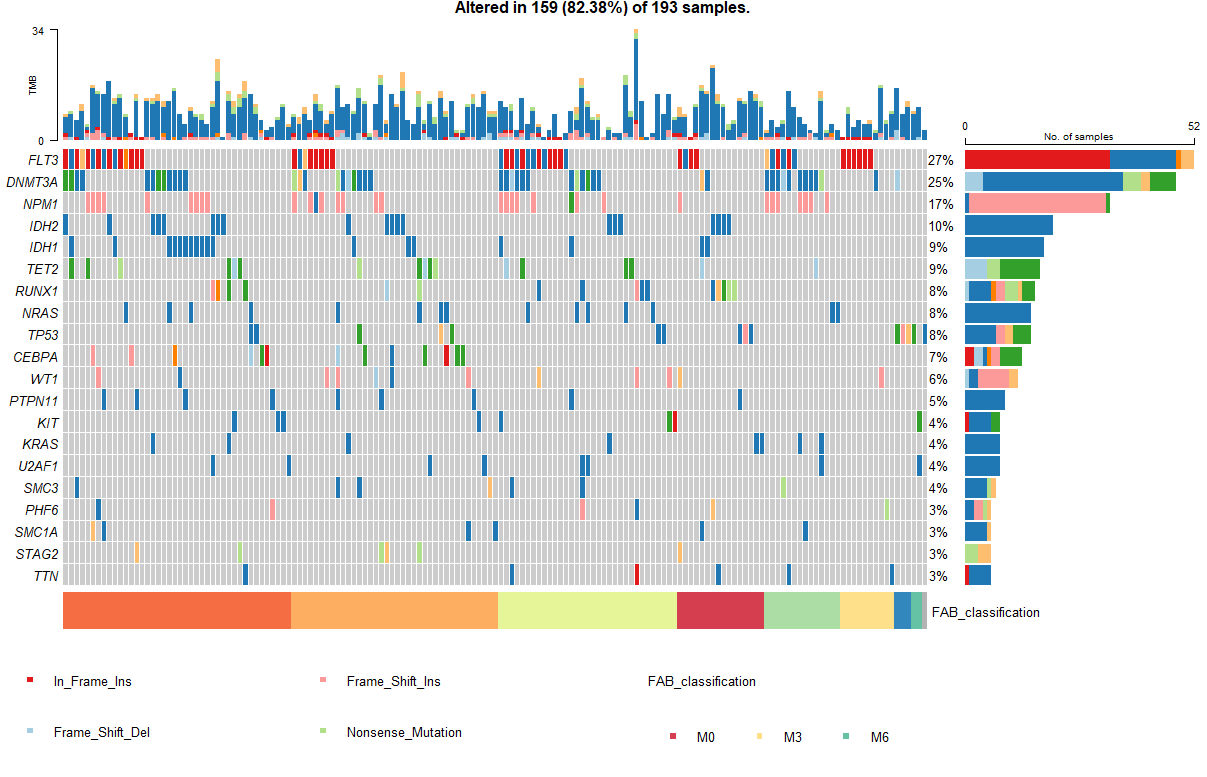 Altered in 159 (82.38%) of 193 samples.
34
TMB
0
0 52
No. of samples
FLT3 27%
DNMT3A 25%
NPM1 17%
IDH2 10%
IDH1 9%
TET2 9%
RUNX1 8%
NRAS 8%
TP53 8%
CEBPA 7%
WT1 6%
PTPN11 5%
KIT 4%
KRAS 4%
U2AF1 4%
SMC3 4%
PHF6 3%
SMC1A 3%
STAG2 3%
TTN 3%
FAB_classification
In_Frame_Ins Frame_Shift_Ins FAB_classification
Frame_Shift_Del Nonsense_Mutation M0 M3 M6